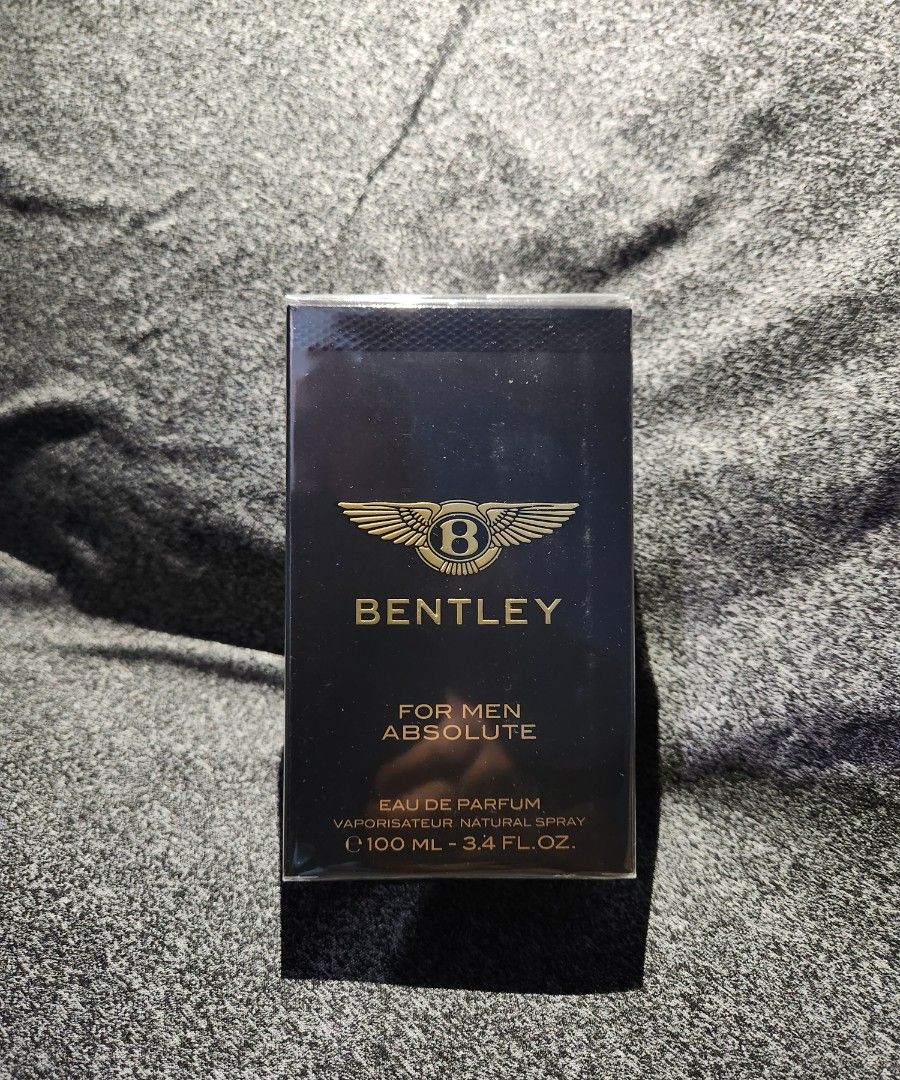 B
BENTLEY
FOR MEN
ABSOLUTE
EAU DE PARFUM
VAPORISATEUR NATURAL SPRAY
℮ 100 ML - 3.4 FL.OZ.